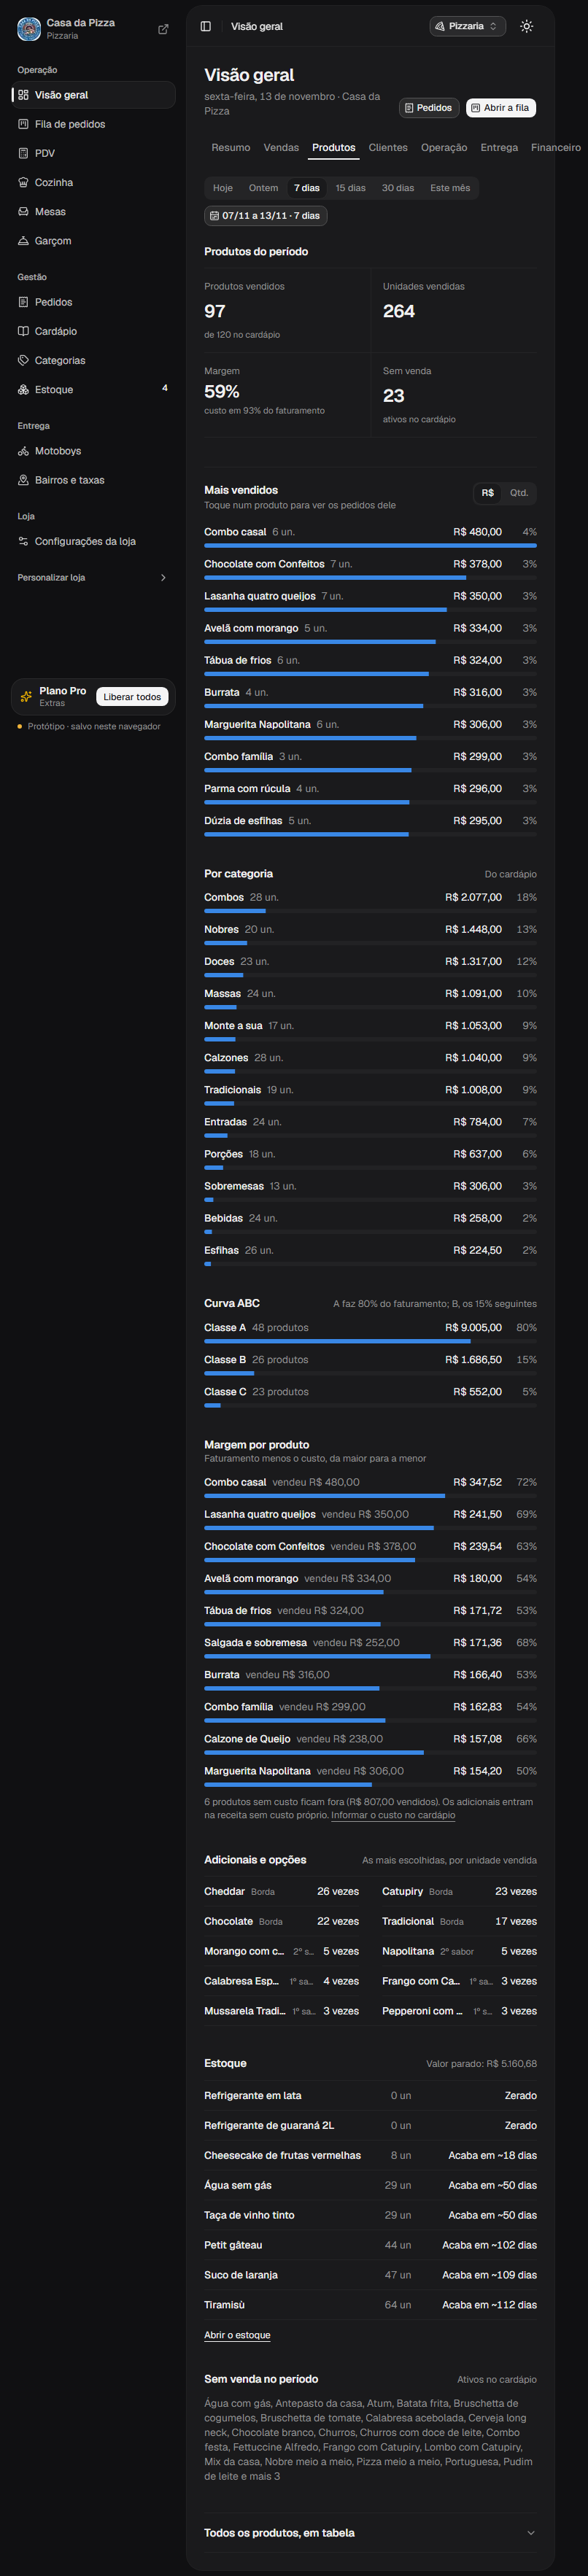 Casa da Pizza
Pizzaria
Operação
Visão geral
Fila de pedidos
PDV
Cozinha
Mesas
Garçom
Gestão
Pedidos
Cardápio
Categorias
Estoque 4
Entrega
Motoboys
Bairros e taxas
Loja
Configurações da loja
Personalizar loja
Plano Pro
Extras
Liberar todos
Protótipo · salvo neste navegador
Visão geral
Pizzaria
Visão geral
sexta-feira, 13 de novembro · Casa da
Pizza
Pedidos
Abrir a fila
Resumo Vendas Produtos Clientes Operação Entrega Financeiro
Hoje Ontem 7 dias 15 dias 30 dias Este mês
07/11 a 13/11 · 7 dias
Produtos do período
Produtos vendidos
97
de 120 no cardápio
Unidades vendidas
264
Margem
59%
custo em 93% do faturamento
Sem venda
23
ativos no cardápio
Mais vendidos
Toque num produto para ver os pedidos dele
R$ Qtd.
Combo casal 6 un. R$ 480,00 4%
Chocolate com Confeitos 7 un. R$ 378,00 3%
Lasanha quatro queijos 7 un. R$ 350,00 3%
Avelã com morango 5 un. R$ 334,00 3%
Tábua de frios 6 un. R$ 324,00 3%
Burrata 4 un. R$ 316,00 3%
Marguerita Napolitana 6 un. R$ 306,00 3%
Combo família 3 un. R$ 299,00 3%
Parma com rúcula 4 un. R$ 296,00 3%
Dúzia de esfihas 5 un. R$ 295,00 3%
Por categoria Do cardápio
Combos 28 un. R$ 2.077,00 18%
Nobres 20 un. R$ 1.448,00 13%
Doces 23 un. R$ 1.317,00 12%
Massas 24 un. R$ 1.091,00 10%
Monte a sua 17 un. R$ 1.053,00 9%
Calzones 28 un. R$ 1.040,00 9%
Tradicionais 19 un. R$ 1.008,00 9%
Entradas 24 un. R$ 784,00 7%
Porções 18 un. R$ 637,00 6%
Sobremesas 13 un. R$ 306,00 3%
Bebidas 24 un. R$ 258,00 2%
Esfihas 26 un. R$ 224,50 2%
Curva ABC A faz 80% do faturamento; B, os 15% seguintes
Classe A 48 produtos R$ 9.005,00 80%
Classe B 26 produtos R$ 1.686,50 15%
Classe C 23 produtos R$ 552,00 5%
Margem por produto
Faturamento menos o custo, da maior para a menor
Combo casal vendeu R$ 480,00 R$ 347,52 72%
Lasanha quatro queijos vendeu R$ 350,00 R$ 241,50 69%
Chocolate com Confeitos vendeu R$ 378,00 R$ 239,54 63%
Avelã com morango vendeu R$ 334,00 R$ 180,00 54%
Tábua de frios vendeu R$ 324,00 R$ 171,72 53%
Salgada e sobremesa vendeu R$ 252,00 R$ 171,36 68%
Burrata vendeu R$ 316,00 R$ 166,40 53%
Combo família vendeu R$ 299,00 R$ 162,83 54%
Calzone de Queijo vendeu R$ 238,00 R$ 157,08 66%
Marguerita Napolitana vendeu R$ 306,00 R$ 154,20 50%
6 produtos sem custo ficam fora (R$ 807,00 vendidos). Os adicionais entram
na receita sem custo próprio. Informar o custo no cardápio
Adicionais e opções As mais escolhidas, por unidade vendida
Cheddar Borda 26 vezes Catupiry Borda 23 vezes
Chocolate Borda 22 vezes Tradicional Borda 17 vezes
Morango com c... 2º s... 5 vezes Napolitana 2º sabor 5 vezes
Calabresa Esp... 1º sa... 4 vezes Frango com Ca... 1º sa... 3 vezes
Mussarela Tradi... 1º sa... 3 vezes Pepperoni com ... 1º s... 3 vezes
Estoque Valor parado: R$ 5.160,68
Refrigerante em lata 0 un Zerado
Refrigerante de guaraná 2L 0 un Zerado
Cheesecake de frutas vermelhas 8 un Acaba em ~18 dias
Água sem gás 29 un Acaba em ~50 dias
Taça de vinho tinto 29 un Acaba em ~50 dias
Petit gâteau 44 un Acaba em ~102 dias
Suco de laranja 47 un Acaba em ~109 dias
Tiramisù 64 un Acaba em ~112 dias
Abrir o estoque
Sem venda no período Ativos no cardápio
Água com gás, Antepasto da casa, Atum, Batata frita, Bruschetta de
cogumelos, Bruschetta de tomate, Calabresa acebolada, Cerveja long
neck, Chocolate branco, Churros, Churros com doce de leite, Combo
festa, Fettuccine Alfredo, Frango com Catupiry, Lombo com Catupiry,
Mix da casa, Nobre meio a meio, Pizza meio a meio, Portuguesa, Pudim
de leite e mais 3
Todos os produtos, em tabela